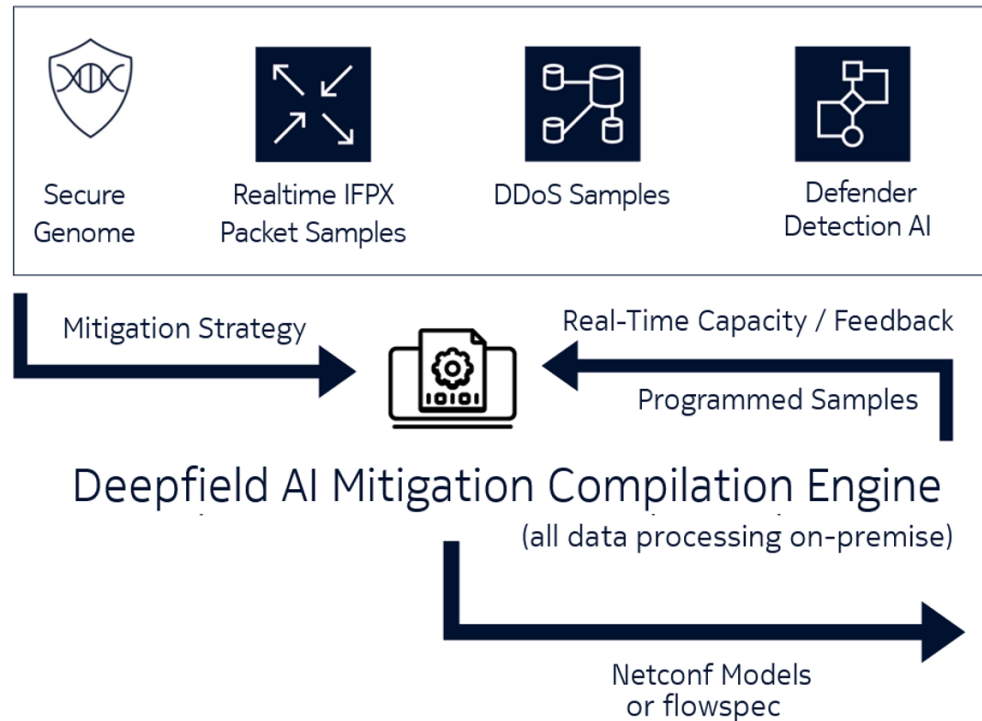 Secure
Genome
Realtime IFPX
Packet Samples
DDoS Samples
Defender
Detection AI
Mitigation Strategy
Real-Time Capacity / Feedback
Programmed Samples
10101
Deepfield AI Mitigation Compilation Engine
(all data processing on-premise)
Netconf Models
or flowspec